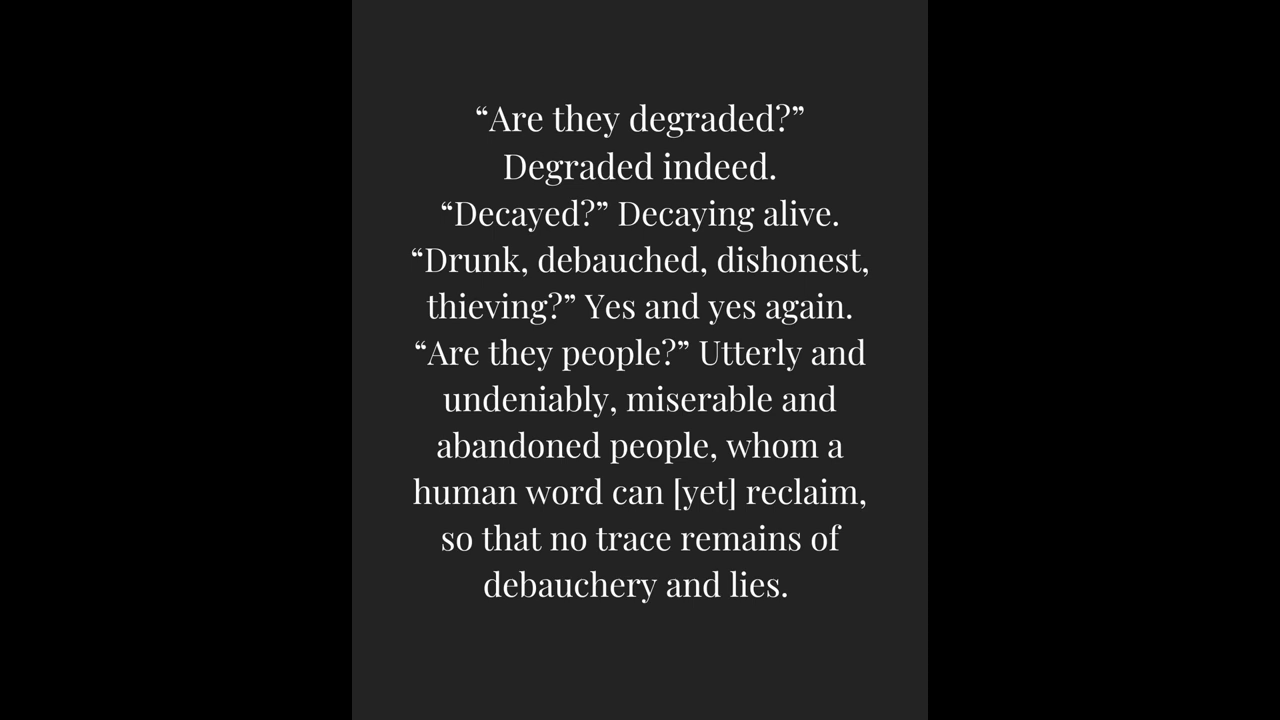 “Are they degraded?”
Degraded indeed.
“Decayed?” Decaying alive.
“Drunk, debauched, dishonest,
thieving?” Yes and yes again.
“Are they people?” Utterly and
undeniably, miserable and
abandoned people, whom a
human word can [yet] reclaim,
so that no trace remains of
debauchery and lies.